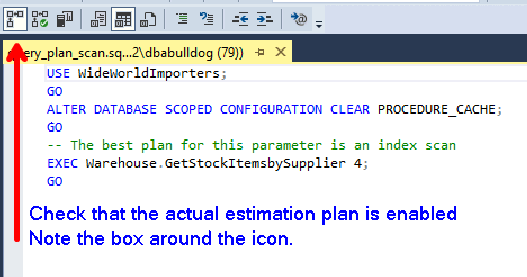 ery_plan_scan.sq...2\dbabulldog (79))
USE WideWorldImporters;
GO
ALTER DATABASE SCOPED CONFIGURATION CLEAR PROCEDURE_CACHE;
GO
-- The best plan for this parameter is an index scan
EXEC Warehouse.GetStockItemsbySupplier 4;
GO
Check that the actual estimation plan is enabled
Note the box around the icon.